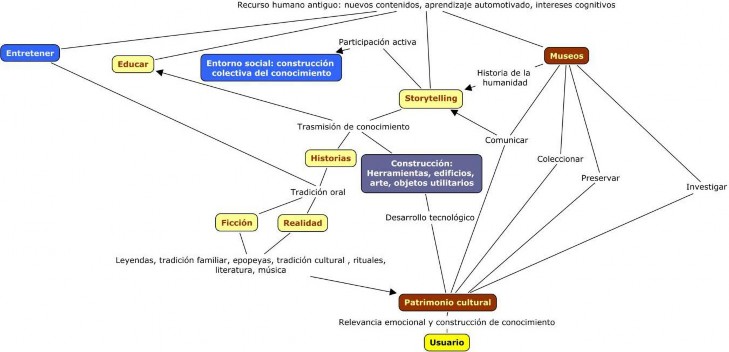 Recurso humano antiguo: nuevos contenidos, aprendizaje automotivado, intereses cognitivos
Entretener
Educar
Participación activa
Entorno social: construcción
colectiva del conocimiento
Museos
Historia de la
humanidad
Storytelling
Trasmisión de conocimiento
Comunicar
Historias
Construcción:
Herramientas, edificios,
arte, objetos utilitarios
Coleccionar
Preservar
Investigar
Tradición oral
Ficción
Realidad
Desarrollo tecnológico
Leyendas, tradición familiar, epopeyas, tradición cultural , rituales,
literatura, música
Patrimonio cultural
Relevancia emocional y construcción de conocimiento
Usuario